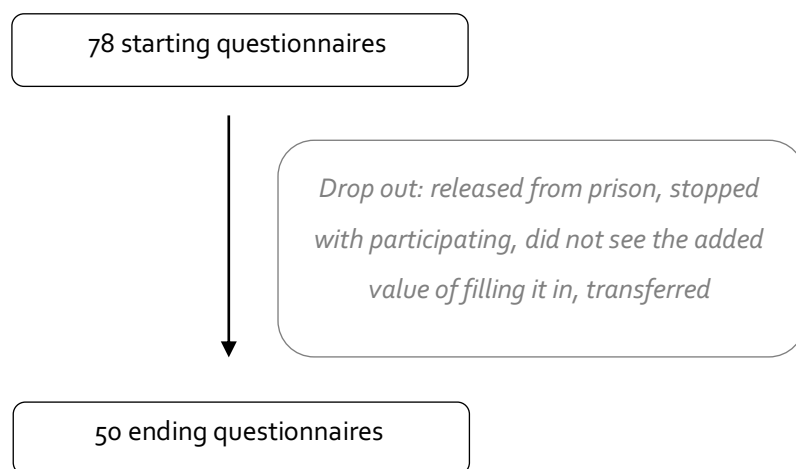 78 starting questionnaires
Drop out: released from prison, stopped
with participating, did not see the added
value of filling it in, transferred
50 ending questionnaires